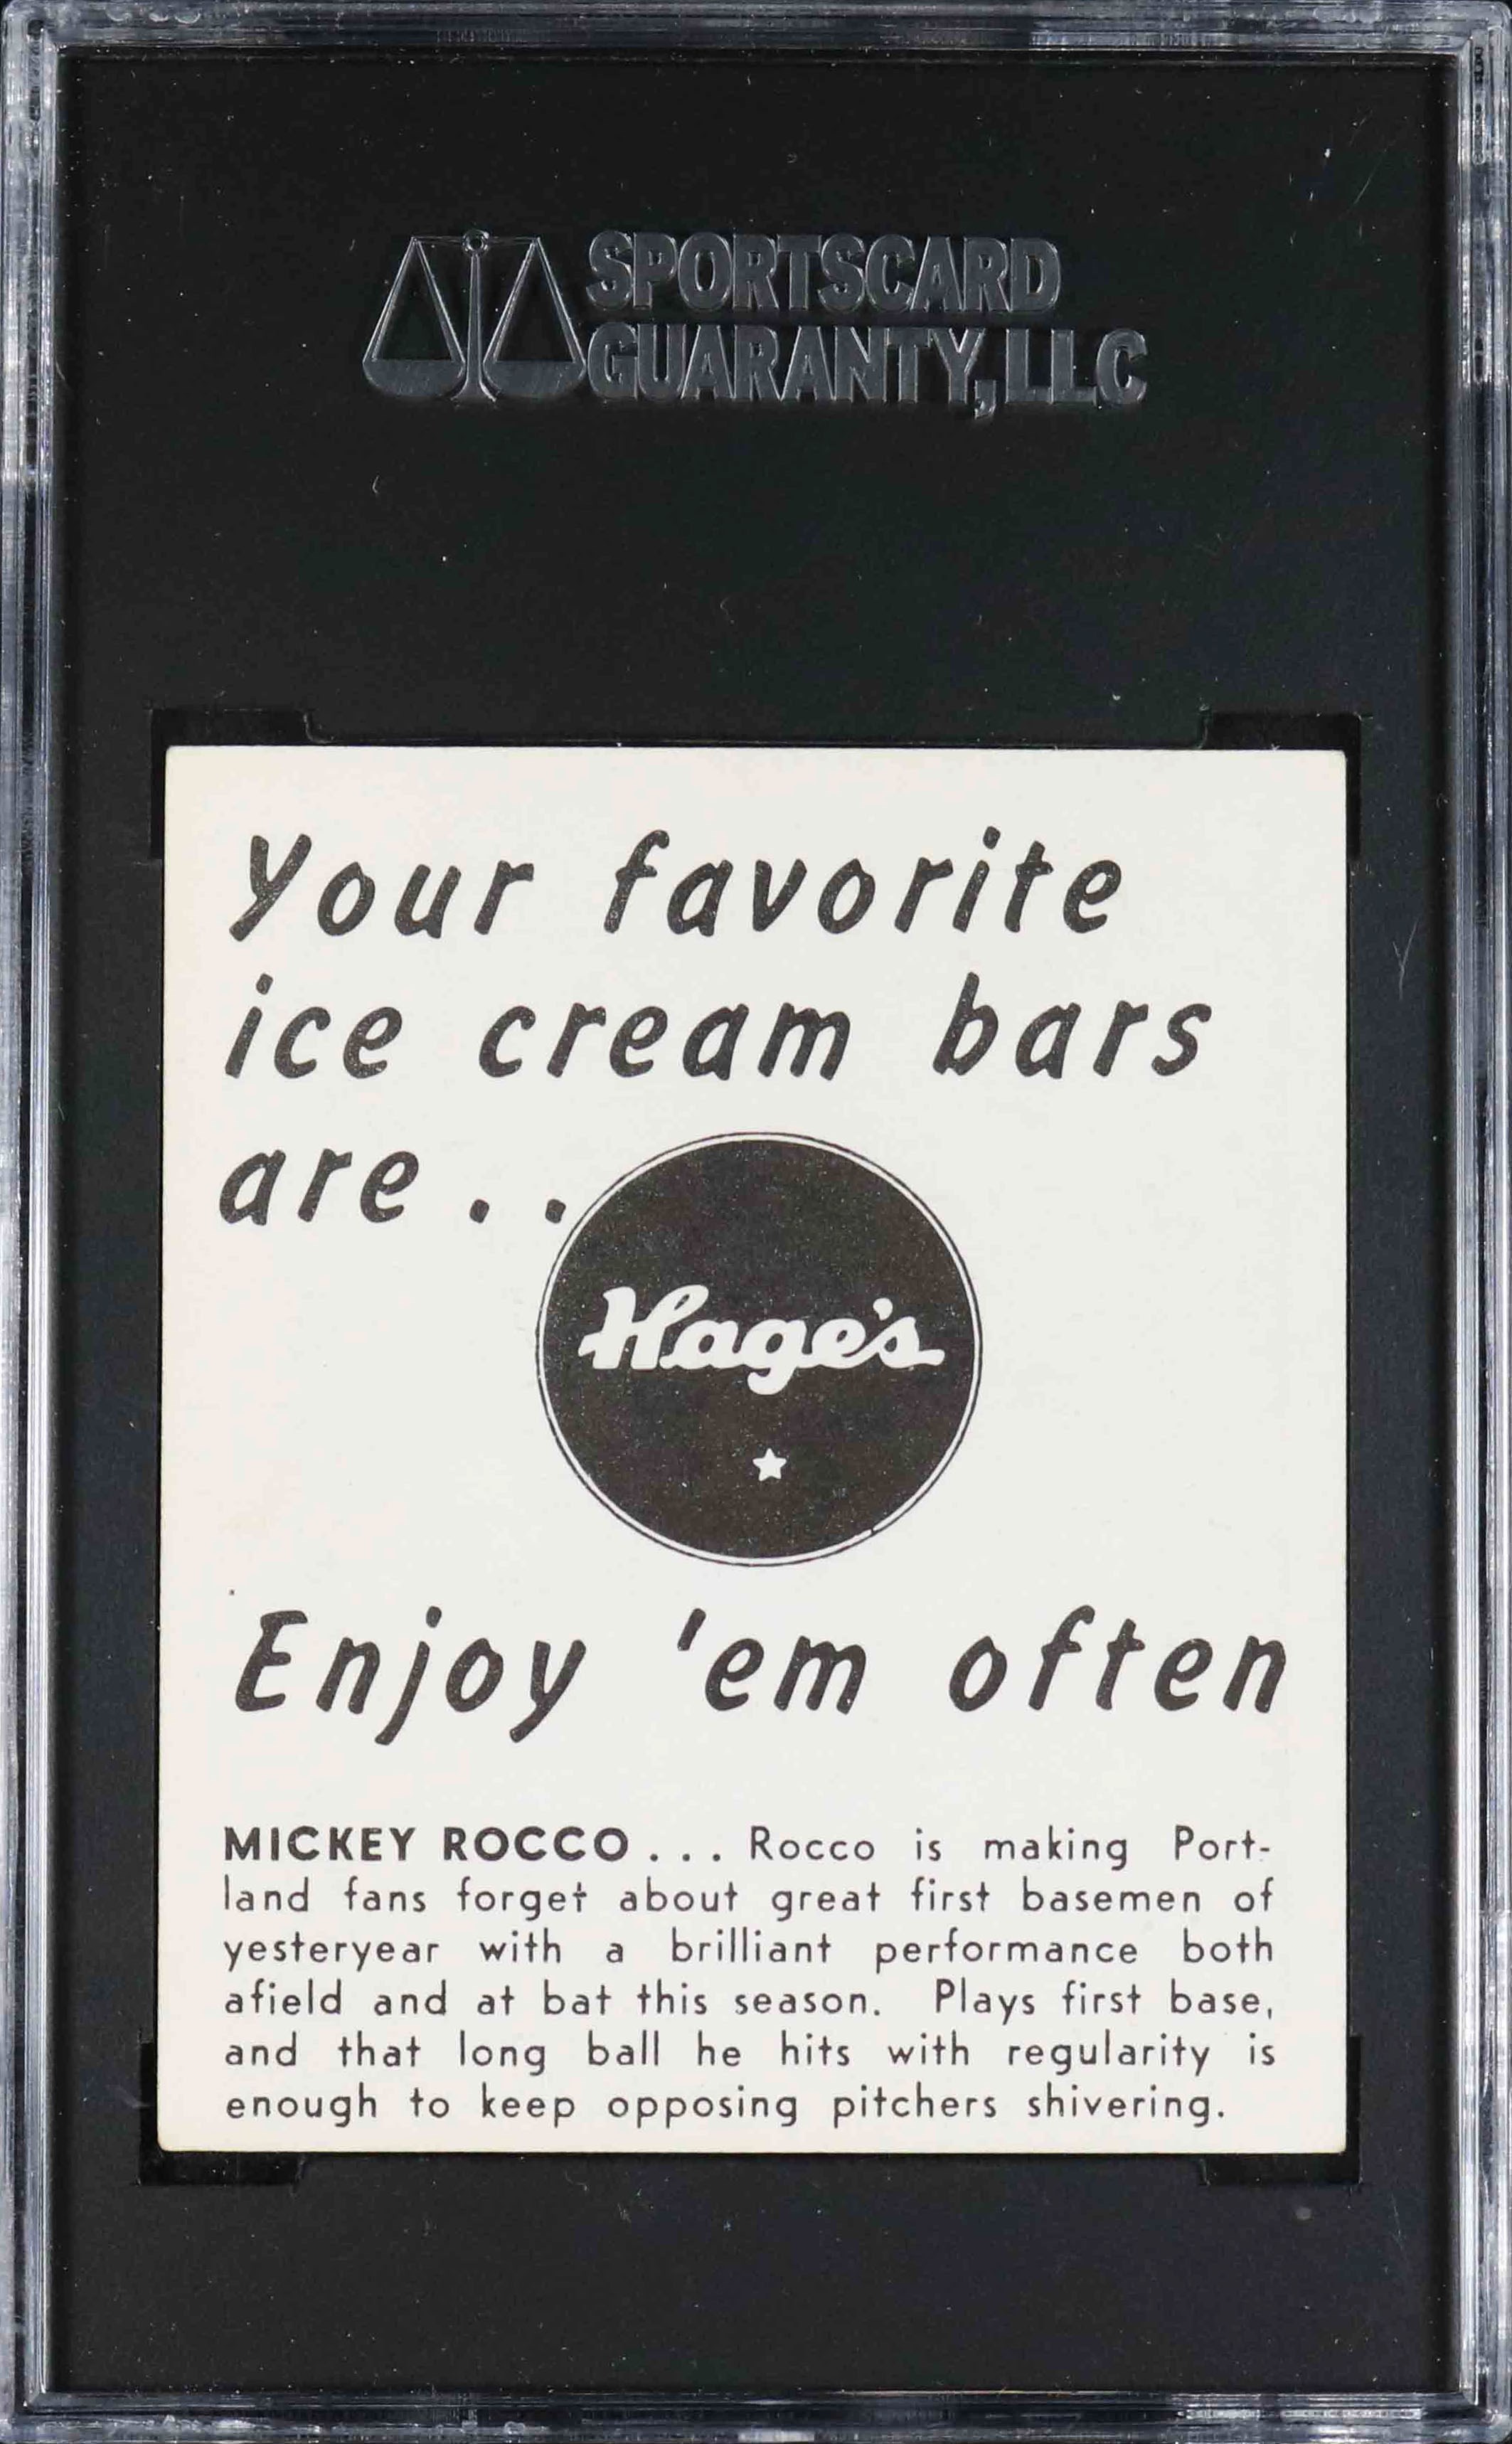 SPORTSCARD
GUARANTY, LLC
Your favorite
ice cream bars
are . .
Hage's
Enjoy 'em often
MICKEY ROCCO . . . Rocco is making Port-
land fans forget about great first basemen of
yesteryear with a brilliant performance both
afield and at bat this season. Plays first base,
and that long ball he hits with regularity is
enough to keep opposing pitchers shivering.